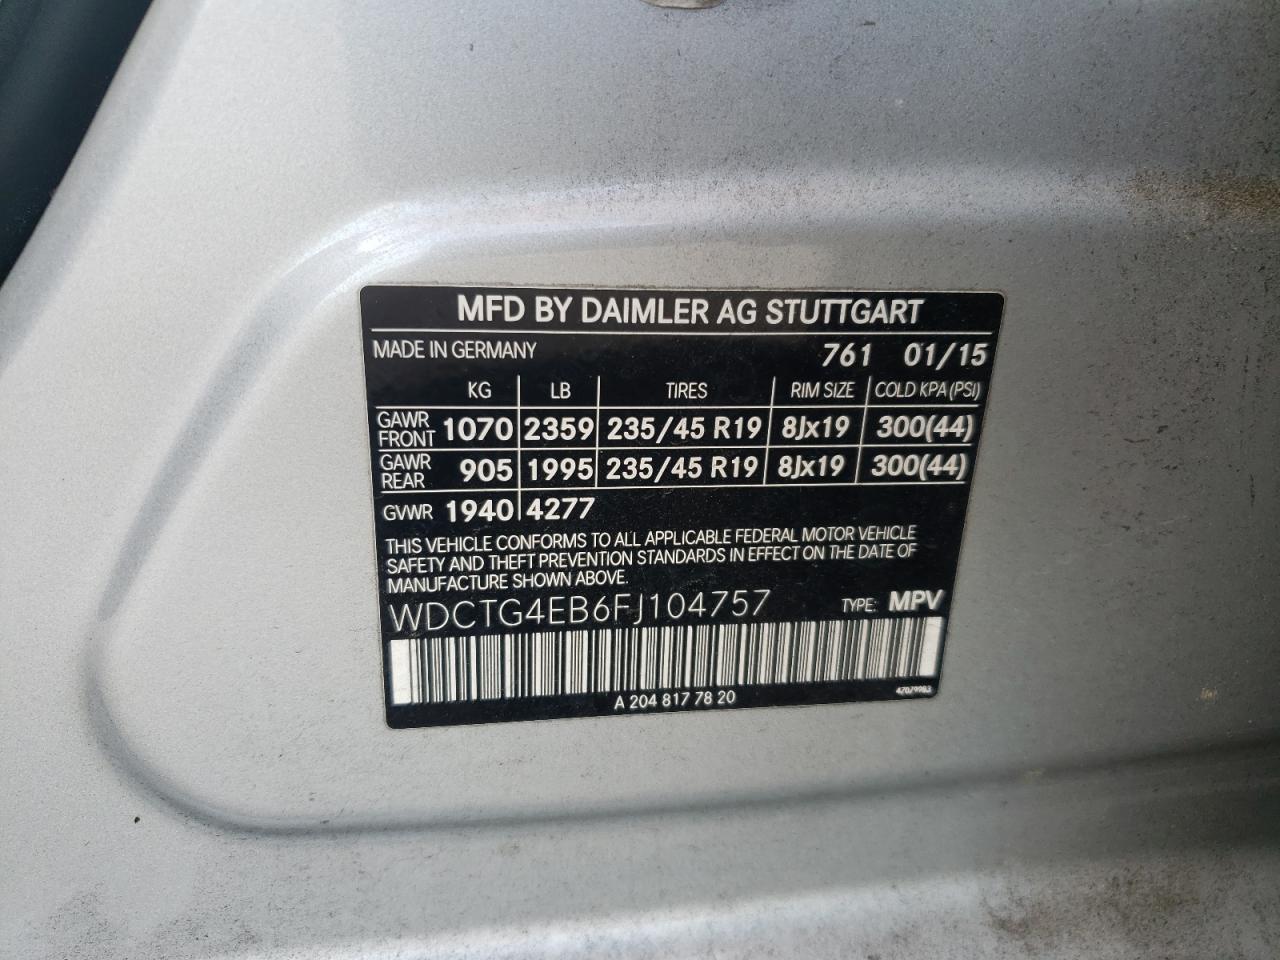 MFD BY DAIMLER AG STUTTGART
MADE IN GERMANY 761 01/15
KG LB TIRES RIM SIZE COLD KPA (PSI)
GAWR FRONT 1070 2359 235/45 R19 8Jx19 300(44)
GAWR REAR 905 1995 235/45 R19 8Jx19 300(44)
GVWR 1940 4277
THIS VEHICLE CONFORMS TO ALL APPLICABLE FEDERAL MOTOR VEHICLE
SAFETY AND THEFT PREVENTION STANDARDS IN EFFECT ON THE DATE OF
MANUFACTURE SHOWN ABOVE.
WDCTG4EB6FJ104757 TYPE: MPV
A 204 817 78 20